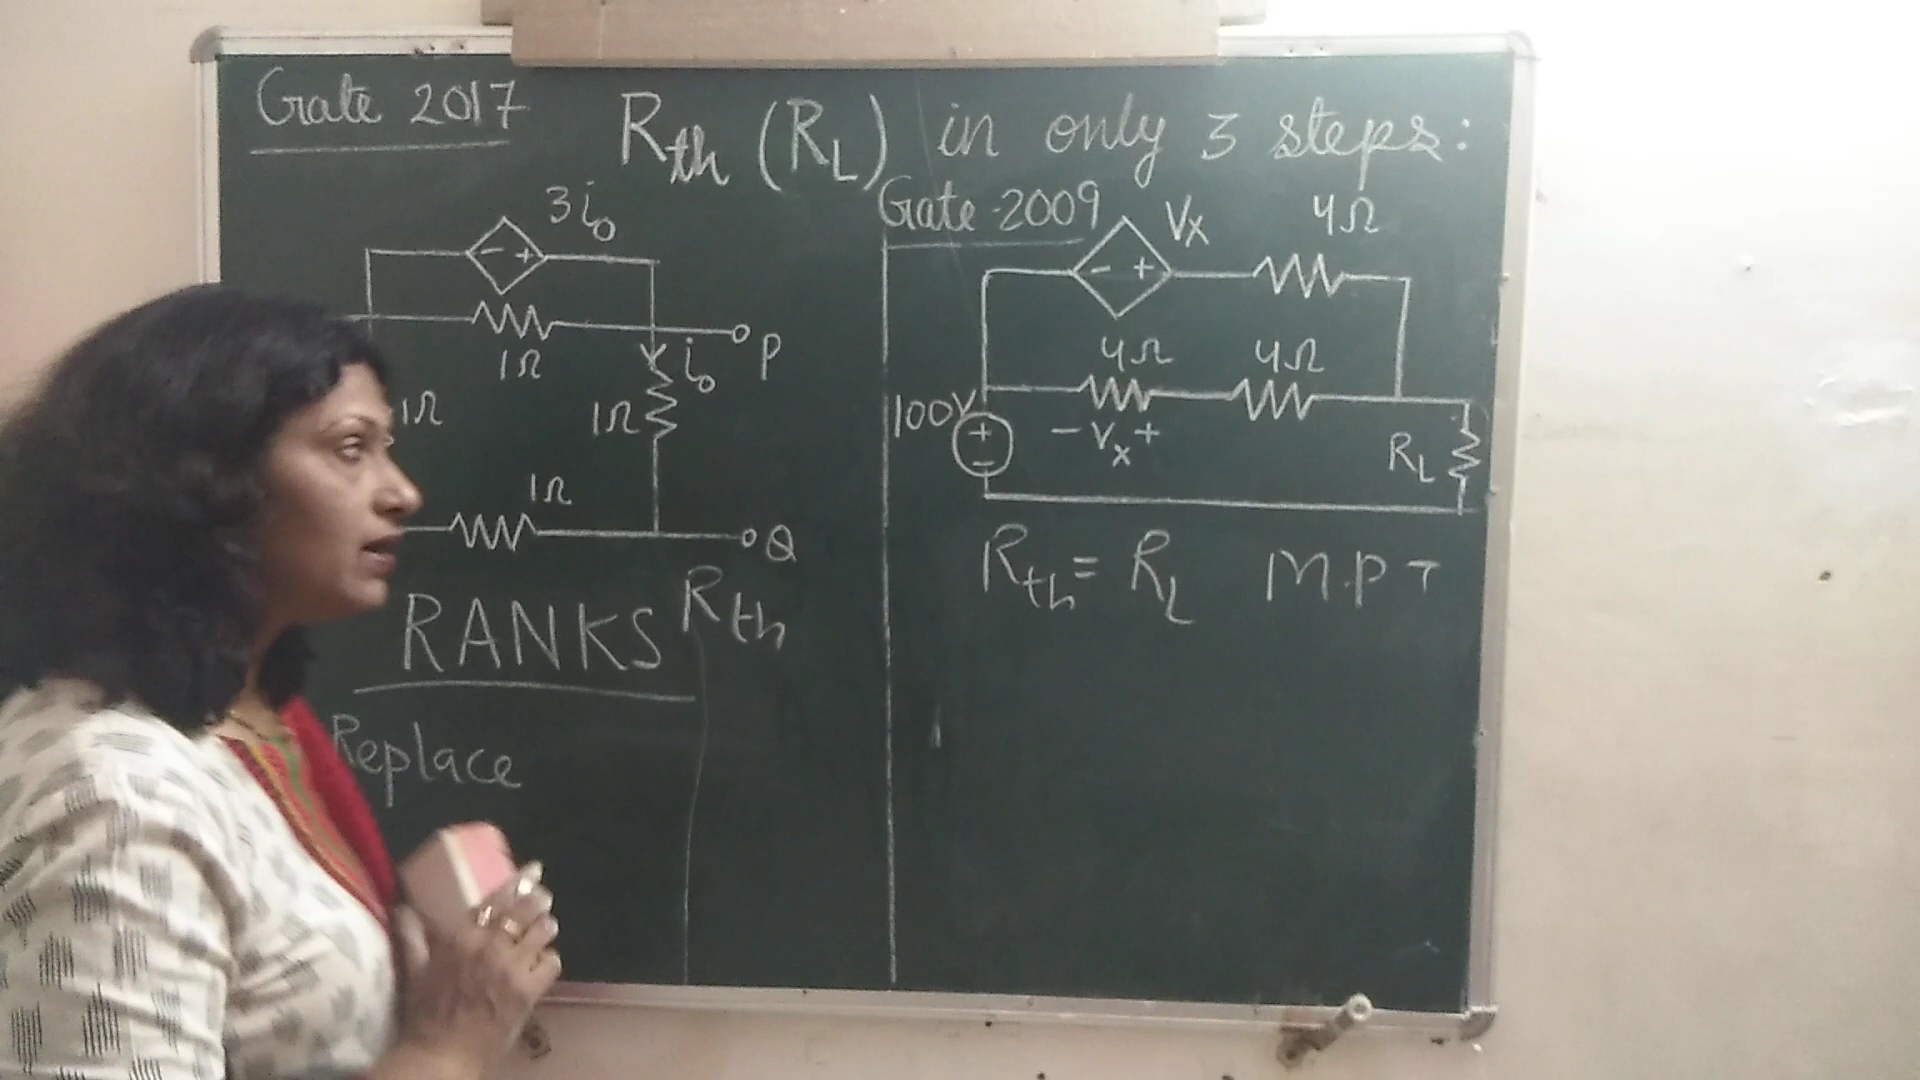 Gate 2017
Rth (RL) in only 3 steps:
3i₀
1Ω
i₀
P
1Ω
1Ω
1Ω
Q
Rth
RANKS
Replace
Gate-2009
Vx
4Ω
4Ω
4Ω
100V
- Vx +
RL
Rth = RL M.P T